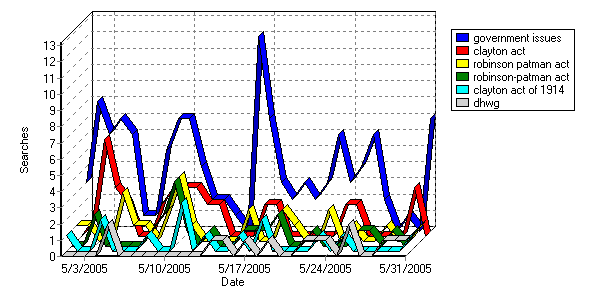 13
12
11
10
9
8
7
6
5
4
3
2
1
0
Searches
5/3/2005 5/10/2005 5/17/2005 5/24/2005 5/31/2005
Date
government issues
clayton act
robinson patman act
robinson-patman act
clayton act of 1914
dhwg